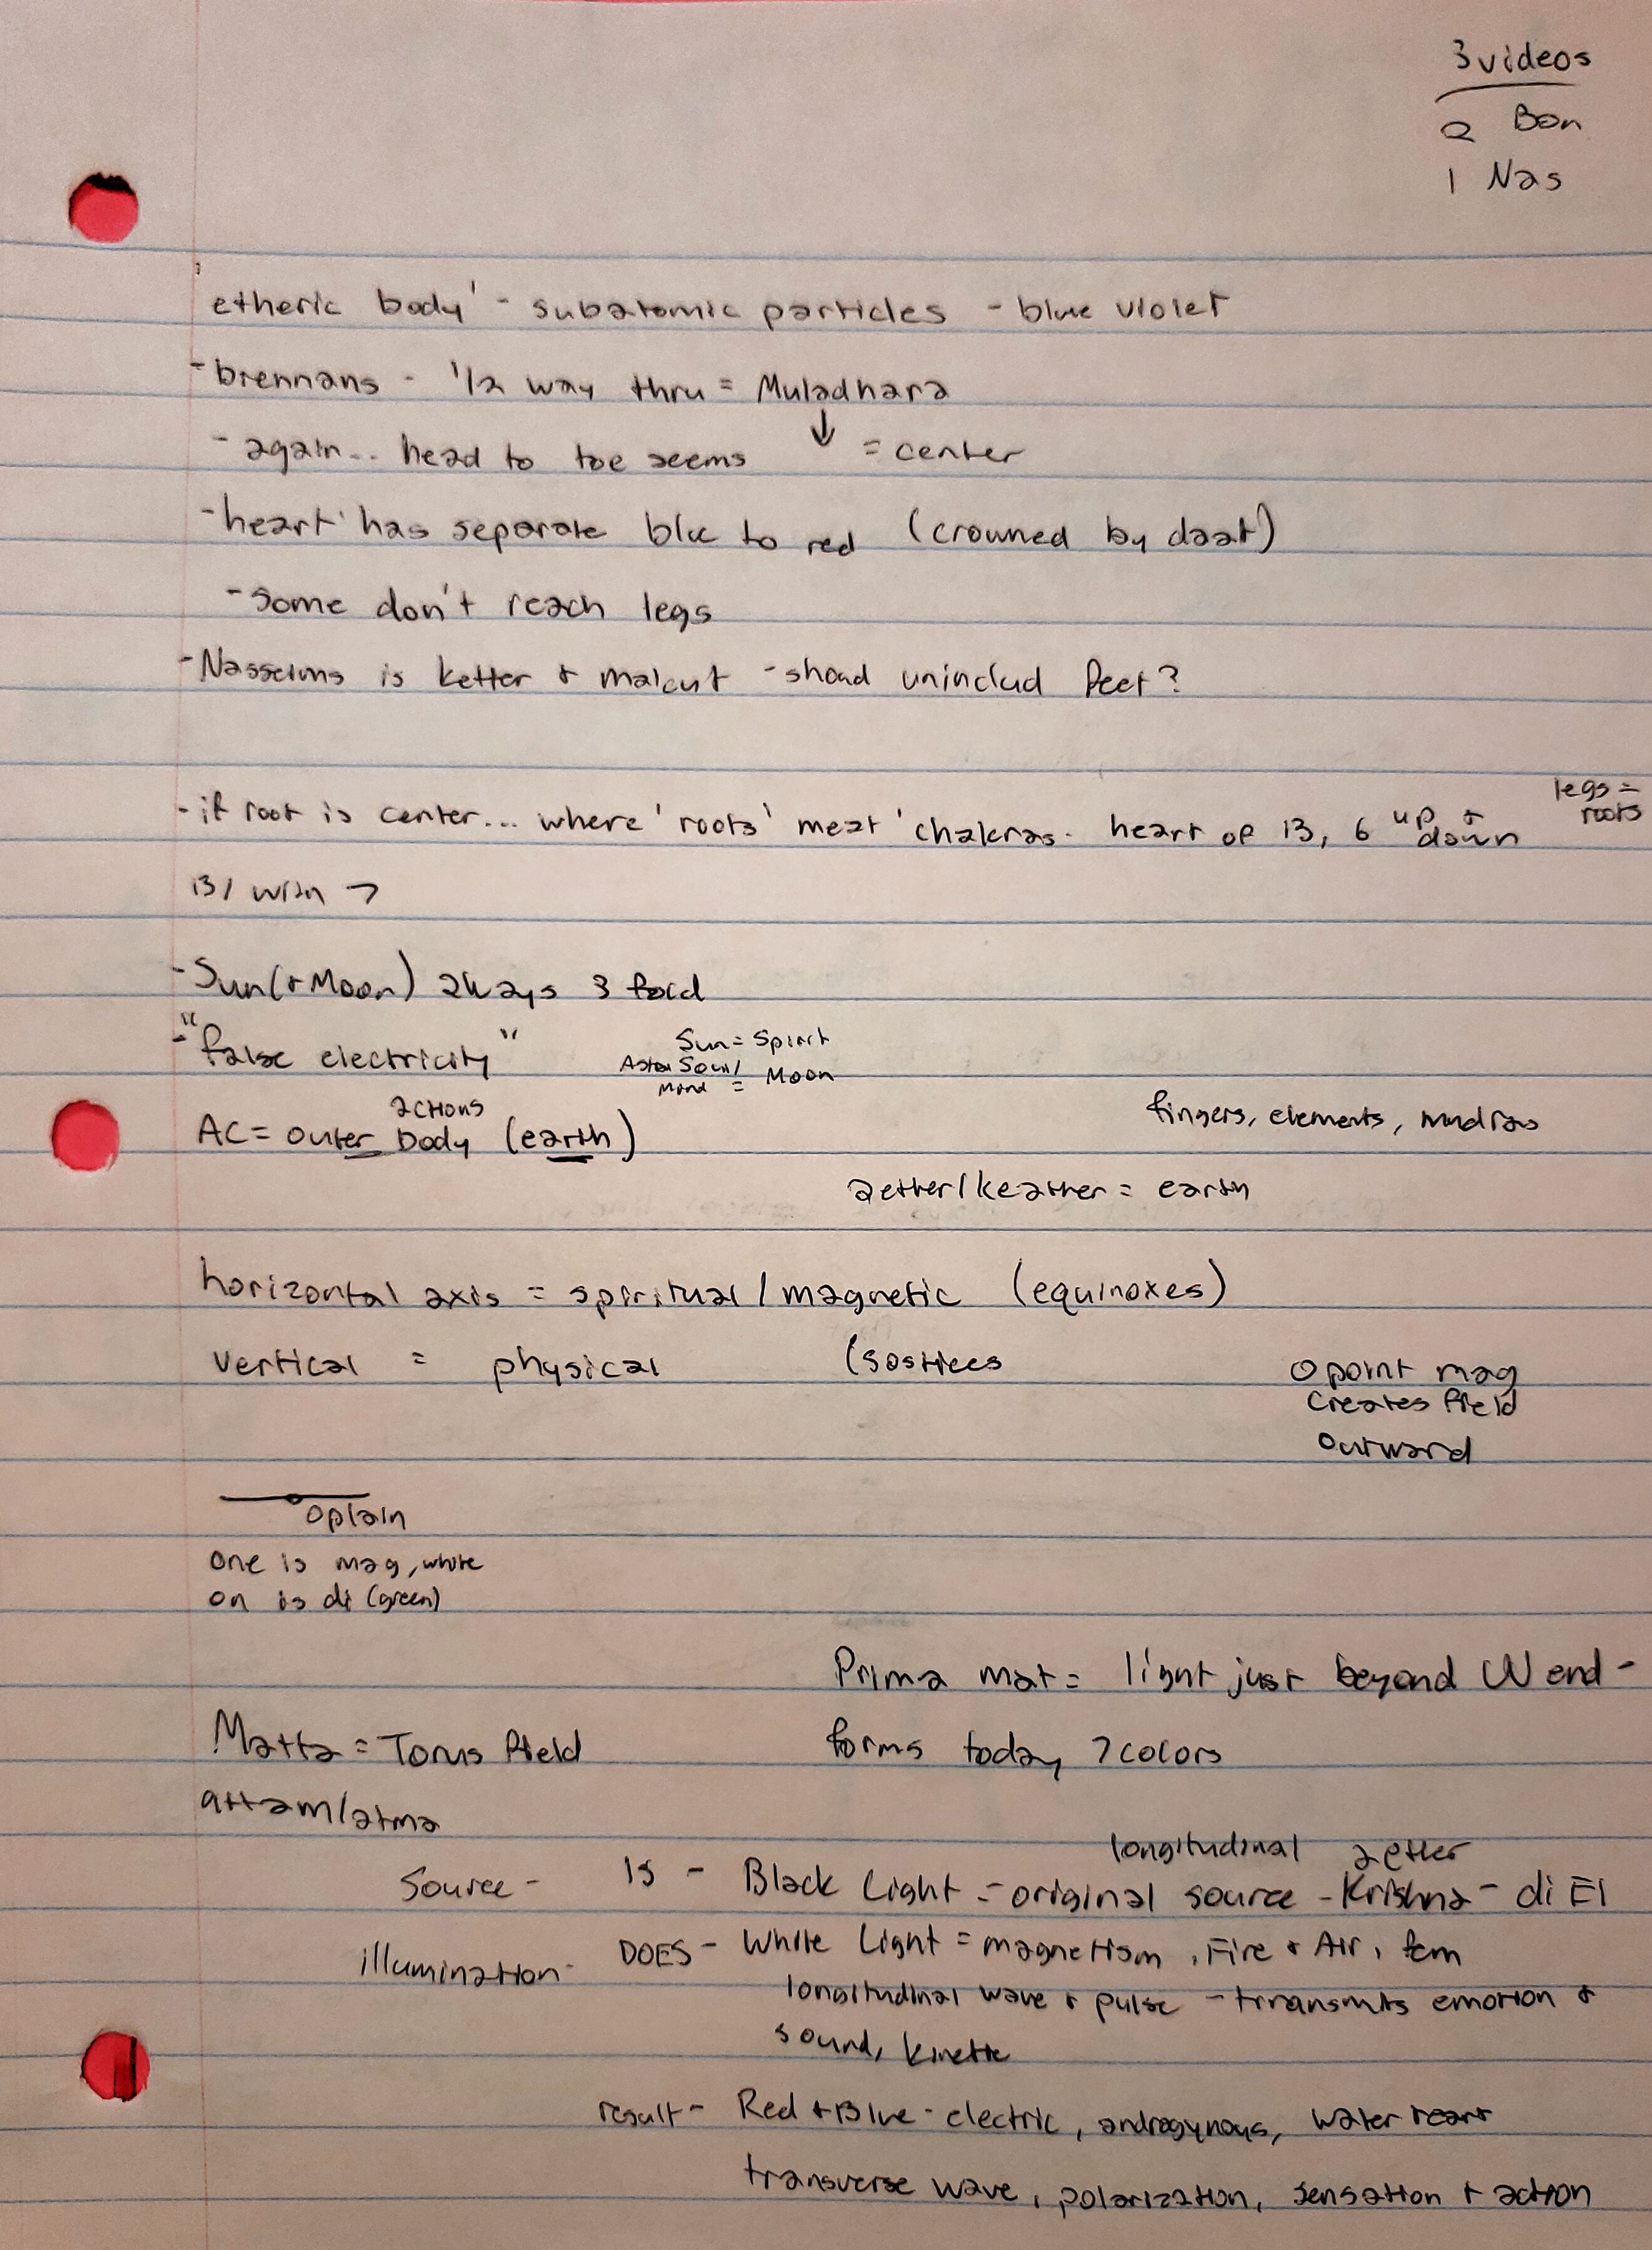 3 videos
2 Bon
1 Nas
'etheric body' - subatomic particles - blue violet
- brennans - 1/2 way thru = Muladhara
- again... head to toe seems ↓ = center
- heart has separate blu to red (crowned by daat)
- some don't reach legs
- Nasseims is ketter + malcut - shoud uninclud feet?
legs =
roots
- if root is center... where 'roots' meat 'chakras. heart of 13, 6 up + down
13/ with 7
- Sun (+ Moon) always 3 fold
- "false electricity"
Sun = Spirit
Soul/ Moon
=
actions
AC = outer body (earth)
fingers, elements, mudras
aether/keather = earth
horizontal axis = spiritual / magnetic (equinoxes)
vertical = physical (sostices
0 point mag
creates field
outward
0 plain
one is mag, white
on is di (green)
Prima mat = light just beyond UV end -
forms today 7 colors
Matta = Torus field
attam/atma
longitudinal aether
Source - IS - Black Light = original source - Krishna - di El
illumination - DOES - White Light = magnetism, Fire + Air, fem
longitudinal wave + pulse - trransmits emotion +
sound, kinetic
result - Red + Blue - electric, androgynous, water
transverse wave, polarization, sensation + action